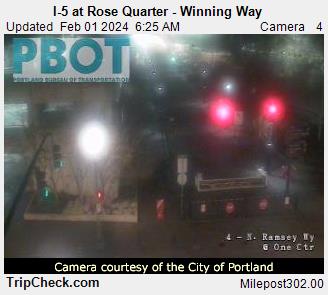 I-5 at Rose Quarter - Winning Way
Updated Feb 01 2024 6:25 AM Camera 4
PBOT
PORTLAND BUREAU OF TRANSPORTATION
4 - N. Ramsey Wy
@ One Ctr
Camera courtesy of the City of Portland
TripCheck.com Milepost302.00